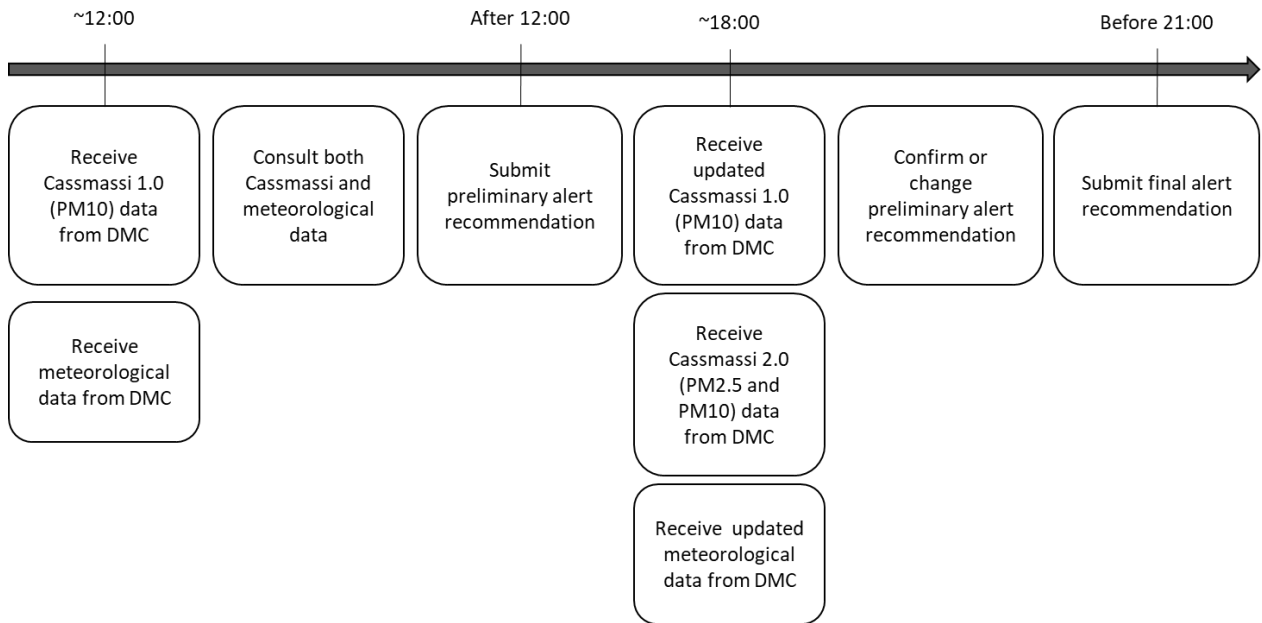 ~12:00
After 12:00
~18:00
Before 21:00
Receive
Cassmassi 1.0
(PM10) data
from DMC
Consult both
Cassmassi and
meteorological
data
Submit
preliminary alert
recommendation
Receive
updated
Cassmassi 1.0
(PM10) data
from DMC
Confirm or
change
preliminary alert
recommendation
Submit final alert
recommendation
Receive
meteorological
data from DMC
Receive
Cassmassi 2.0
(PM2.5 and
PM10) data
from DMC
Receive  updated
meteorological
data from DMC